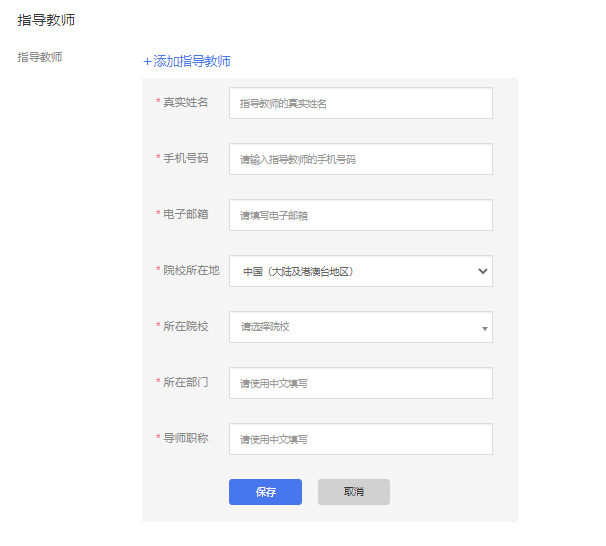 指导教师
指导教师
+添加指导教师
* 真实姓名 指导教师的真实姓名
* 手机号码 请输入指导教师的手机号码
* 电子邮箱 请填写电子邮箱
* 院校所在地 中国（大陆及港澳台地区）
* 所在院校 请选择院校
* 所在部门 请使用中文填写
* 导师职称 请使用中文填写
保存 取消